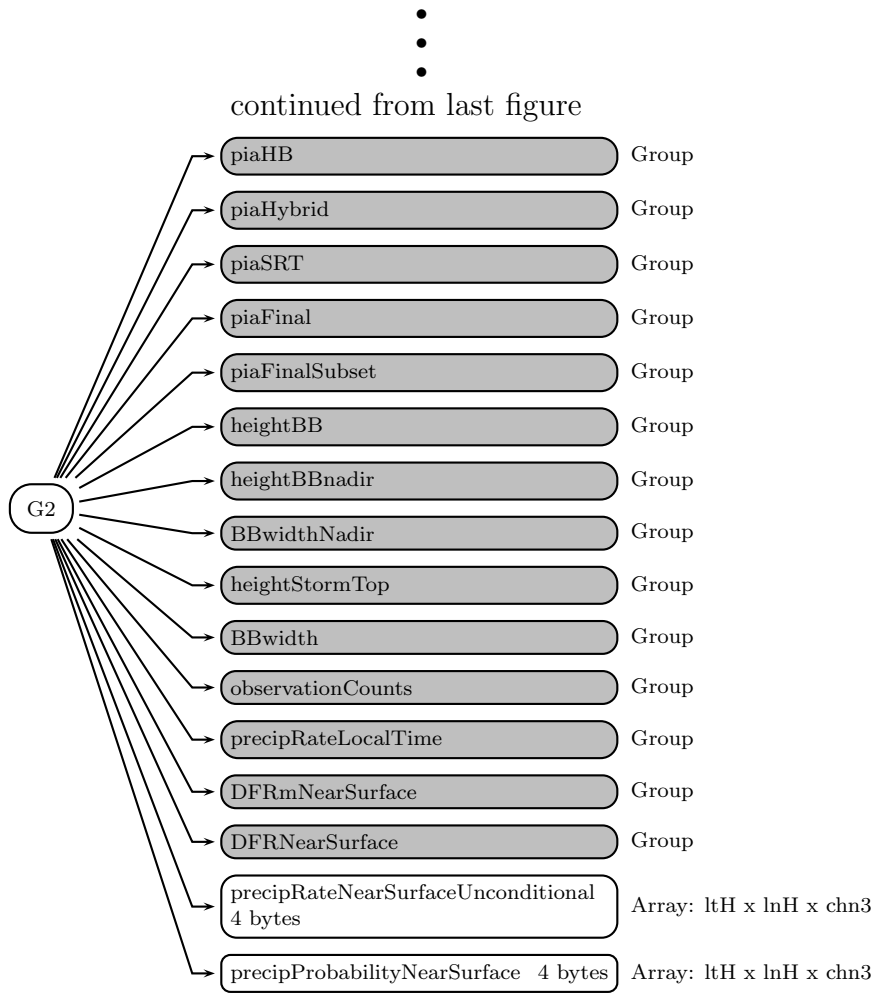 continued from last figure
piaHB Group
piaHybrid Group
piaSRT Group
piaFinal Group
piaFinalSubset Group
heightBB Group
heightBBnadir Group
G2
BBwidthNadir Group
heightStormTop Group
BBwidth Group
observationCounts Group
precipRateLocalTime Group
DFRmNearSurface Group
DFRNearSurface Group
precipRateNearSurfaceUnconditional
4 bytes
Array: ltH x lnH x chn3
precipProbabilityNearSurface 4 bytes Array: ltH x lnH x chn3